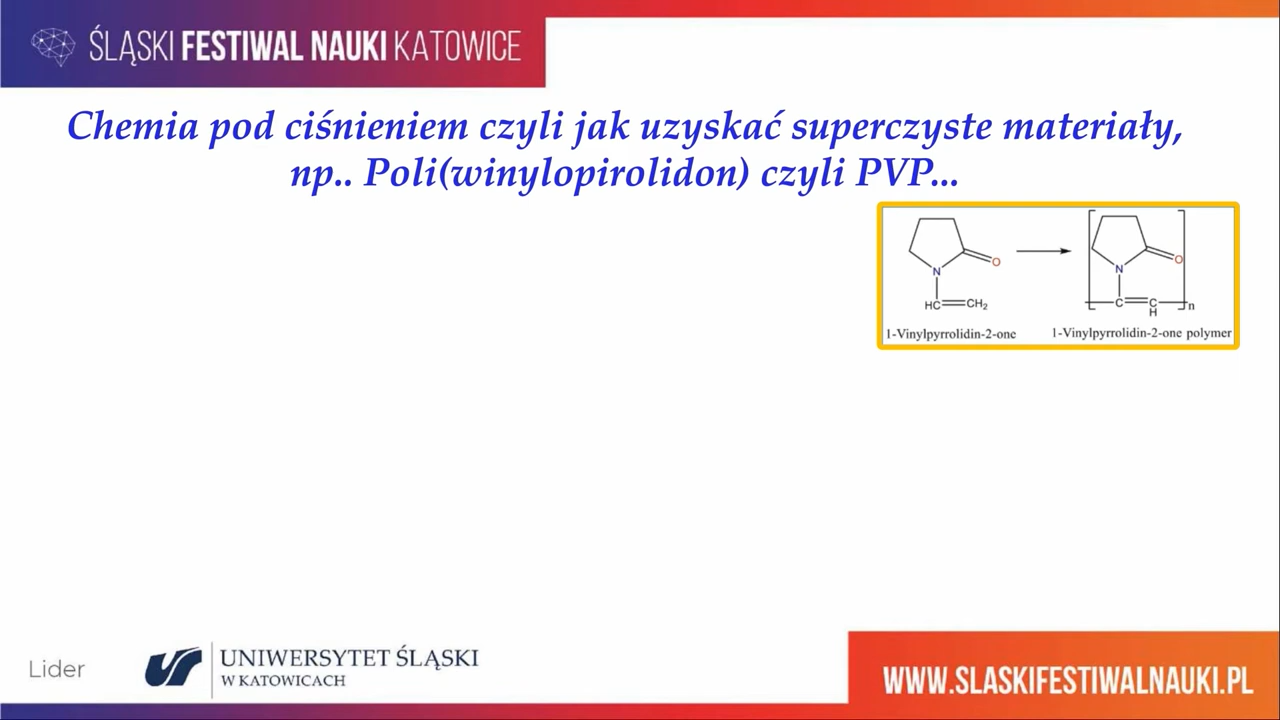 ŚLĄSKI FESTIWAL NAUKI KATOWICE
Chemia pod ciśnieniem czyli jak uzyskać superczyste materiały,
np.. Poli(winylopirolidon) czyli PVP...
O
N
HC
CH2
1-Vinylpyrrolidin-2-one
O
N
C
C
H
n
1-Vinylpyrrolidin-2-one polymer
Lider
UNIWERSYTET ŚLĄSKI
W KATOWICACH
WWW.SLASKIFESTIWALNAUKI.PL